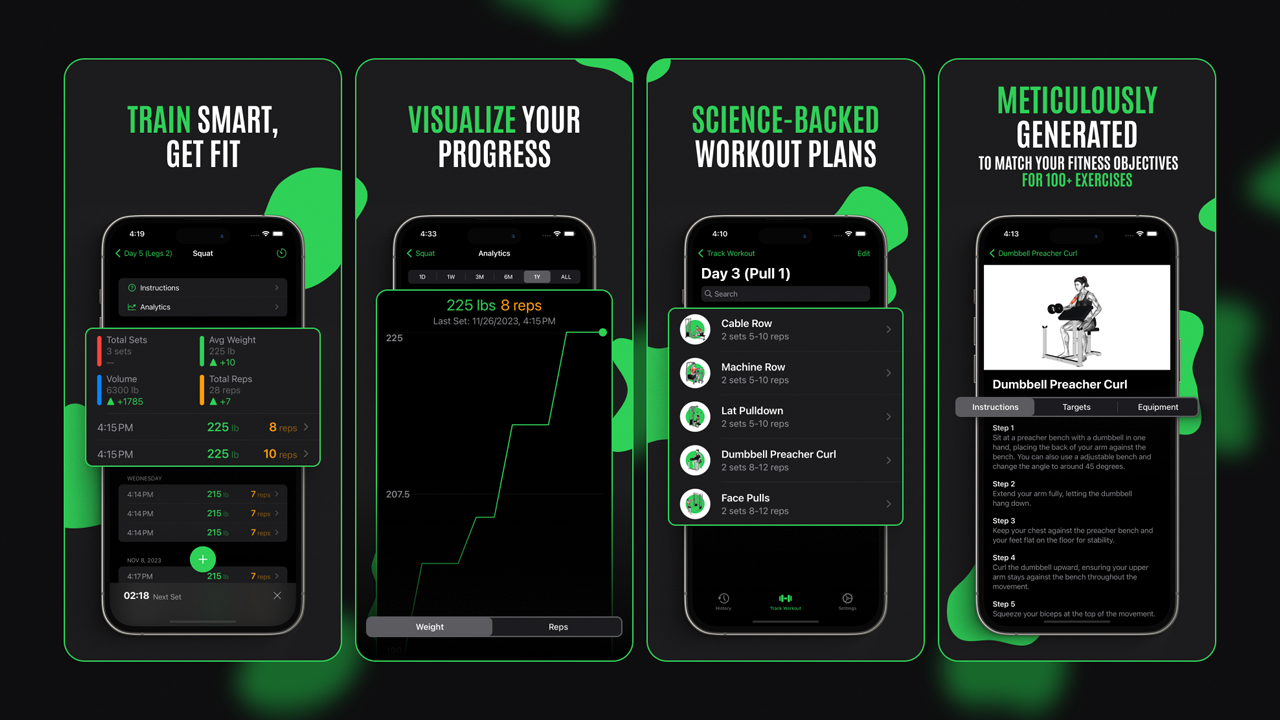 TRAIN SMART,
GET FIT
4:19
Day 5 (Legs 2)
Squat
Instructions
Analytics
Total Sets
3 sets
—
Avg Weight
225 lb
▲ +10
Volume
6300 lb
▲ +1785
Total Reps
28 reps
▲ +7
4:15 PM 225 lb 8 reps
4:15 PM 225 lb 10 reps
WEDNESDAY
4:14 PM 215 lb 7 reps
4:14 PM 215 lb 7 reps
4:14 PM 215 lb 7 reps
NOV 8, 2023
4:17 PM 215 lb 7 reps
02:18 Next Set
VISUALIZE YOUR
PROGRESS
4:33
Squat
Analytics
1D 1W 3M 6M 1Y ALL
225 lbs 8 reps
Last Set: 11/26/2023, 4:15 PM
225
207.5
Weight Reps
SCIENCE-BACKED
WORKOUT PLANS
4:10
Track Workout
Edit
Day 3 (Pull 1)
Search
Cable Row
2 sets 5-10 reps
Machine Row
2 sets 5-10 reps
Lat Pulldown
2 sets 5-10 reps
Dumbbell Preacher Curl
2 sets 8-12 reps
Face Pulls
2 sets 8-12 reps
History Track Workout Settings
METICULOUSLY
GENERATED
TO MATCH YOUR FITNESS OBJECTIVES
FOR 100+ EXERCISES
4:13
Dumbbell Preacher Curl
Dumbbell Preacher Curl
Instructions Targets Equipment
Step 1
Sit at a preacher bench with a dumbbell in one
hand, placing the back of your arm against the
bench. You can also use a adjustable bench and
change the angle to around 45 degrees.
Step 2
Extend your arm fully, letting the dumbbell
hang down.
Step 3
Keep your chest against the preacher bench and
your feet flat on the floor for stability.
Step 4
Curl the dumbbell upward, ensuring your upper
arm stays against the bench throughout the
movement.
Step 5
Squeeze your biceps at the top of the movement.